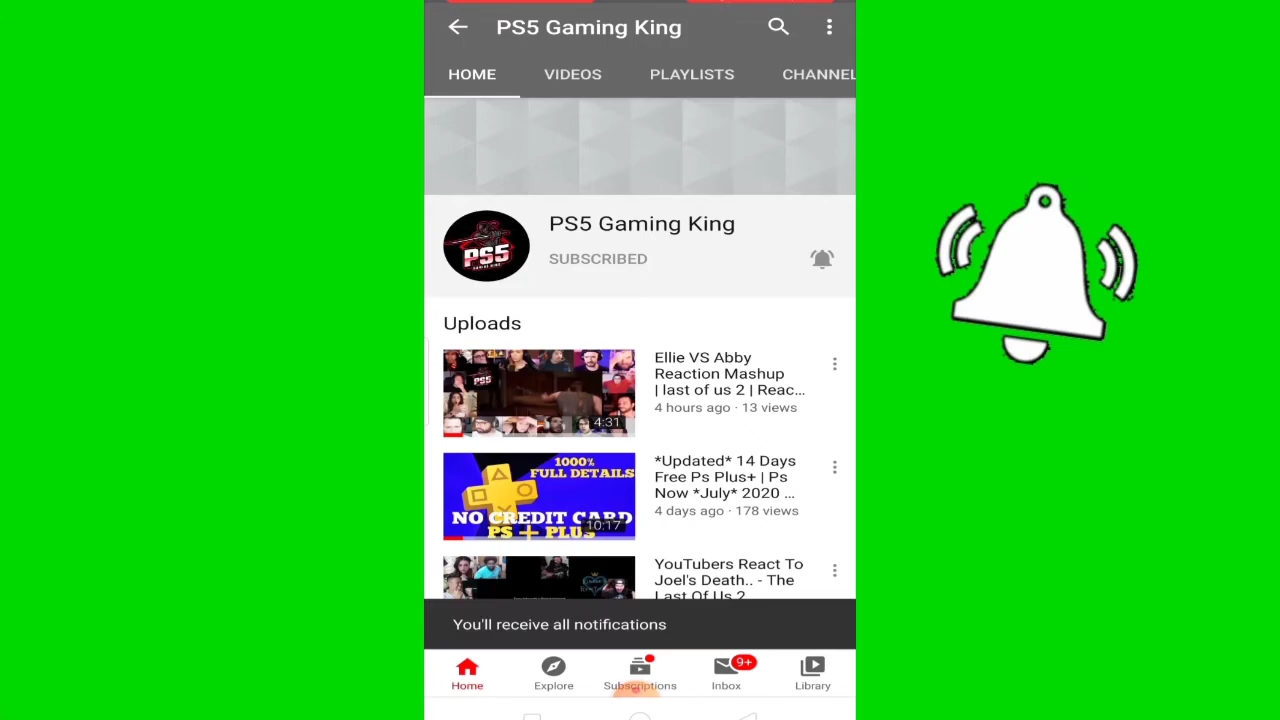 PS5 Gaming King
HOME VIDEOS PLAYLISTS CHANNEL
PS5
PS5 Gaming King
SUBSCRIBED
Uploads
PS5
4:31
Ellie VS Abby
Reaction Mashup
| last of us 2 | Reac...
4 hours ago · 13 views
1000%
FULL DETAILS
NO CREDIT CARD
PS + PLUS
10:17
*Updated* 14 Days
Free Ps Plus+ | Ps
Now *July* 2020 ...
4 days ago · 178 views
YouTubers React To
Joel's Death.. - The
Last Of Us 2
You'll receive all notifications
9+
Home Explore Subscriptions Inbox Library